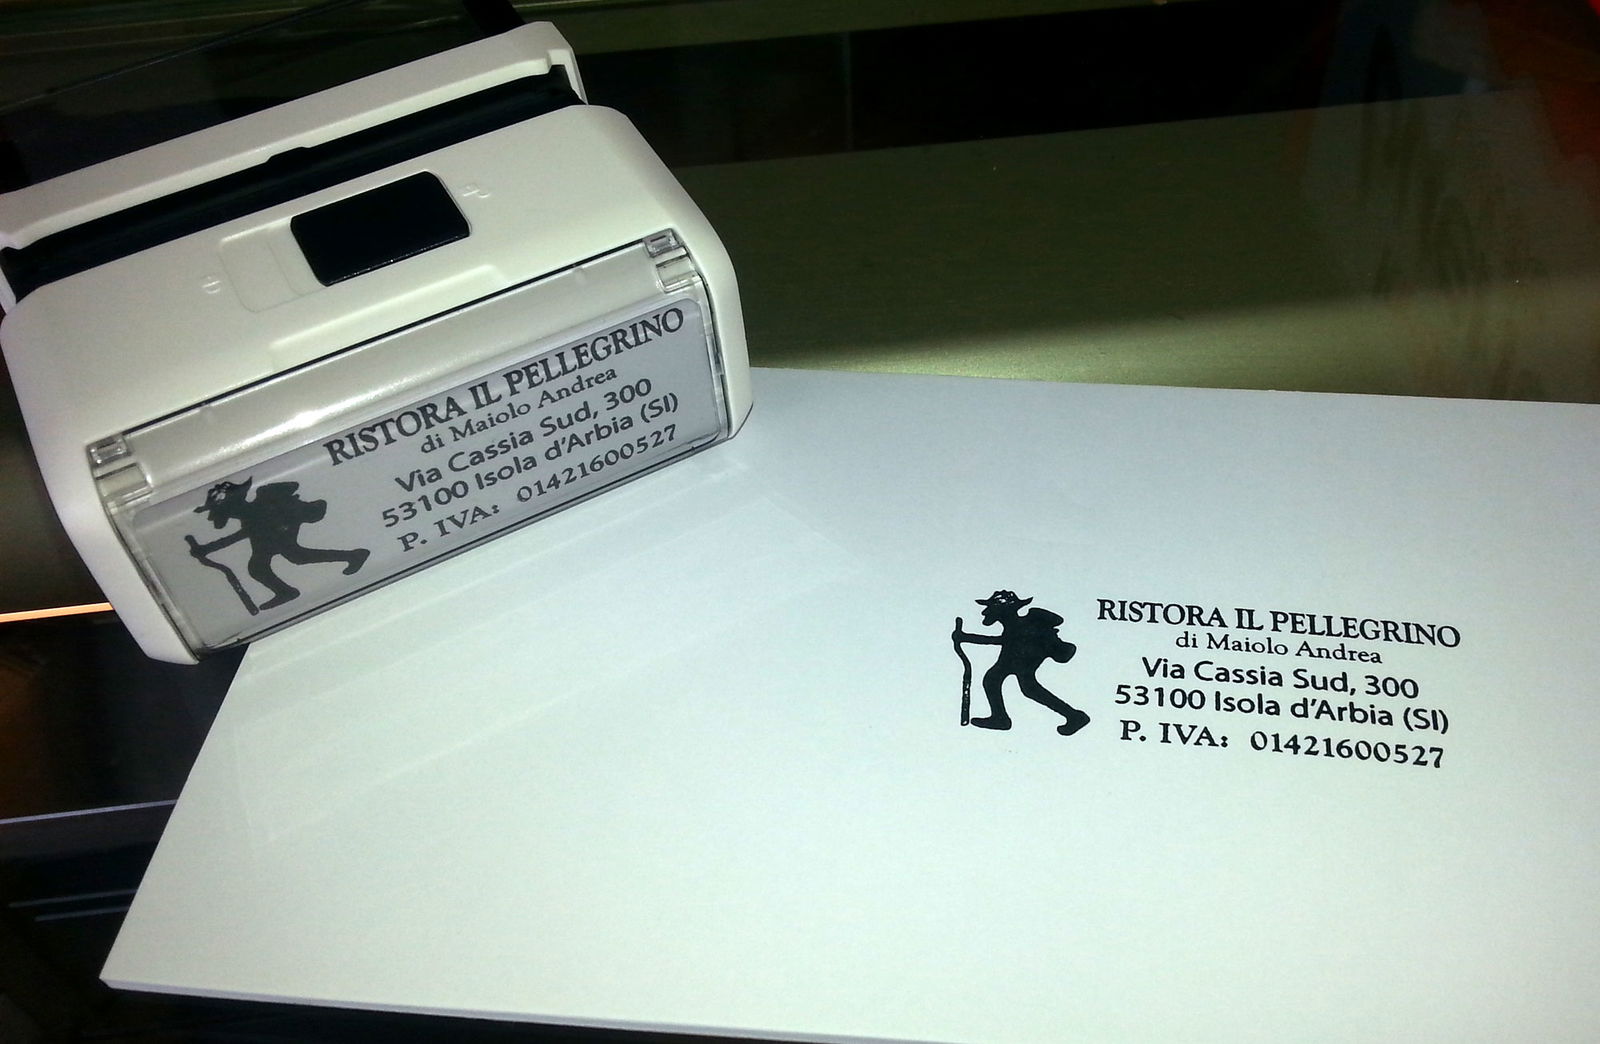 RISTORA IL PELLEGRINO
di Maiolo Andrea
Via Cassia Sud, 300
53100 Isola d'Arbia (SI)
P. IVA: 01421600527
RISTORA IL PELLEGRINO
di Maiolo Andrea
Via Cassia Sud, 300
53100 Isola d'Arbia (SI)
P. IVA: 01421600527